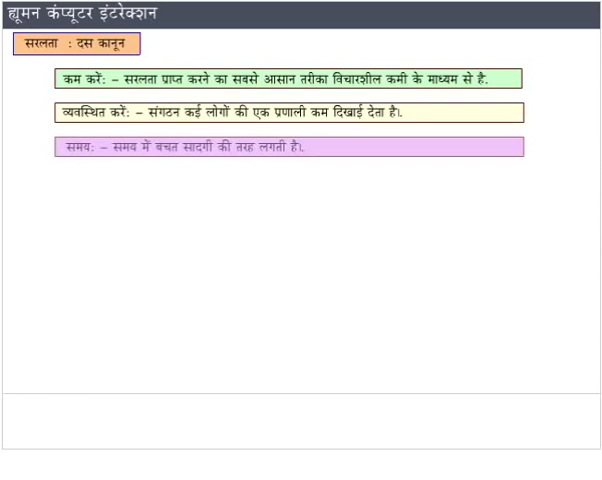 ह्यूमन कंप्यूटर इंटरेक्शन
सरलता : दस कानून
कम करें: – सरलता प्राप्त करने का सबसे आसान तरीका विचारशील कमी के माध्यम से है.
व्यवस्थित करें: – संगठन कई लोगों की एक प्रणाली कम दिखाई देता है।.
समय: – समय में बचत सादगी की तरह लगती है।.